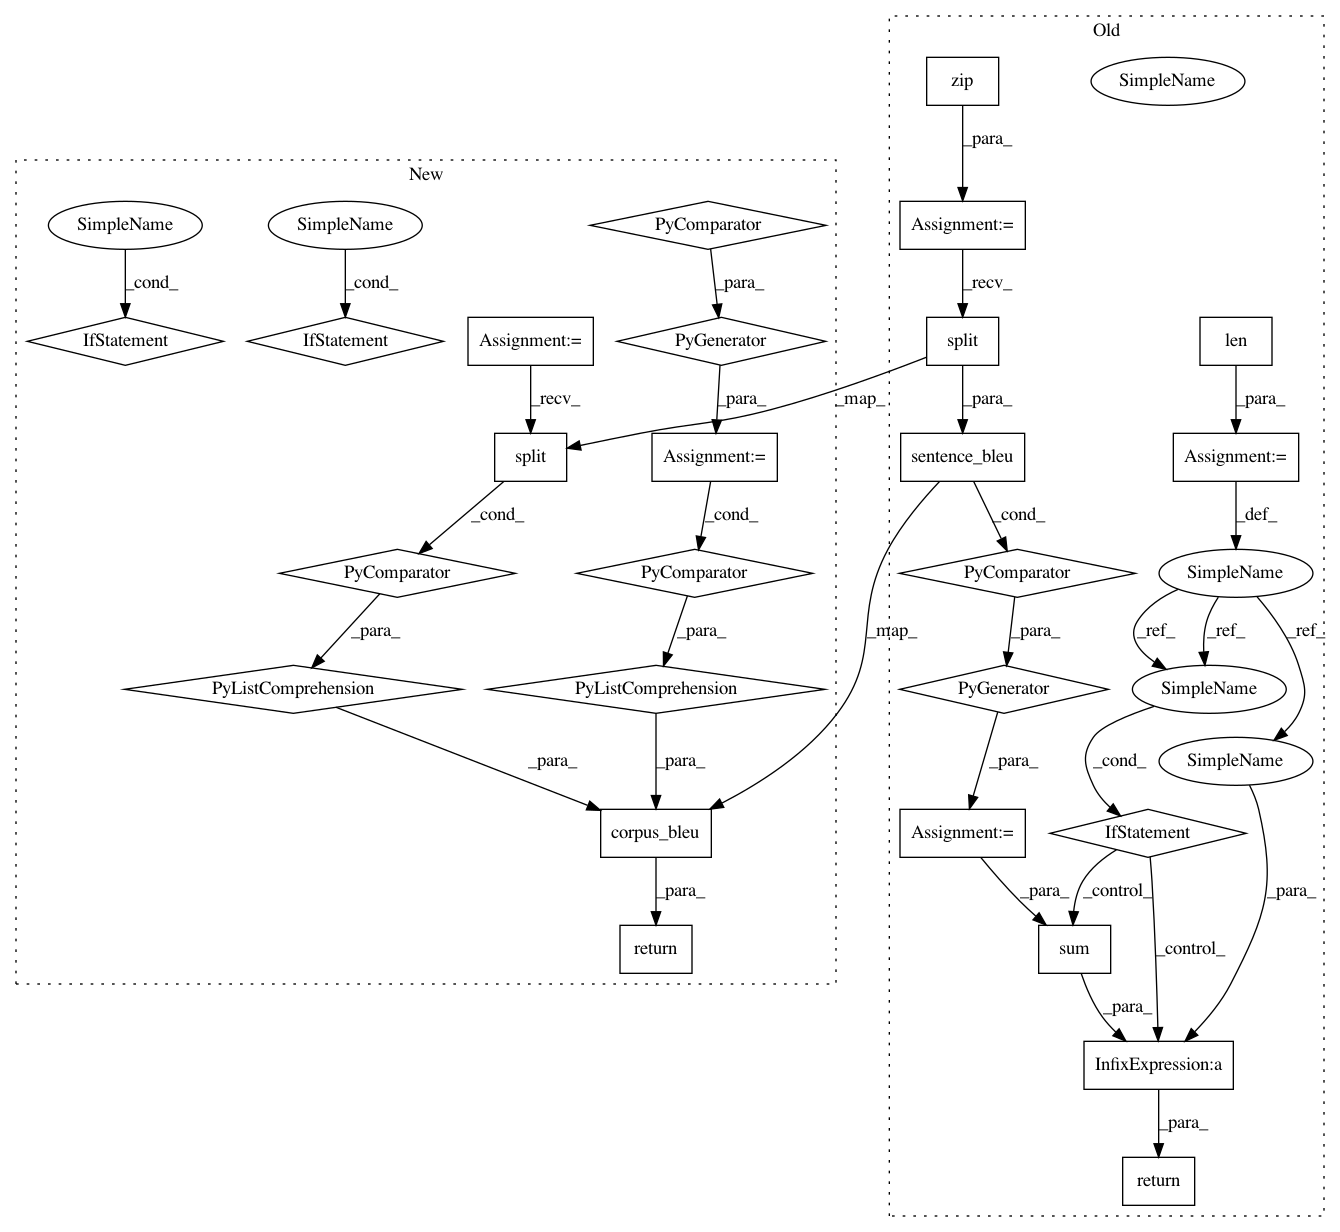 Old
zip
SimpleName
_para_
New
SimpleName
SimpleName
PyComparator
Assignment:=
_cond_
_cond_
_para_
_recv_
IfStatement
IfStatement
Assignment:=
PyGenerator
split
len
_recv_
_para_
_map_
_para_
_para_
split
Assignment:=
sentence_bleu
Assignment:=
_cond_
_cond_
_cond_
_def_
PyComparator
PyComparator
PyComparator
SimpleName
_para_
_para_
_map_
_para_
_ref_
_ref_
_ref_
PyListComprehension
PyListComprehension
PyGenerator
SimpleName
_para_
_para_
_para_
_cond_
SimpleName
corpus_bleu
Assignment:=
IfStatement
_para_
_para_
_control_
_para_
return
sum
_control_
_para_
InfixExpression:a
_para_
return